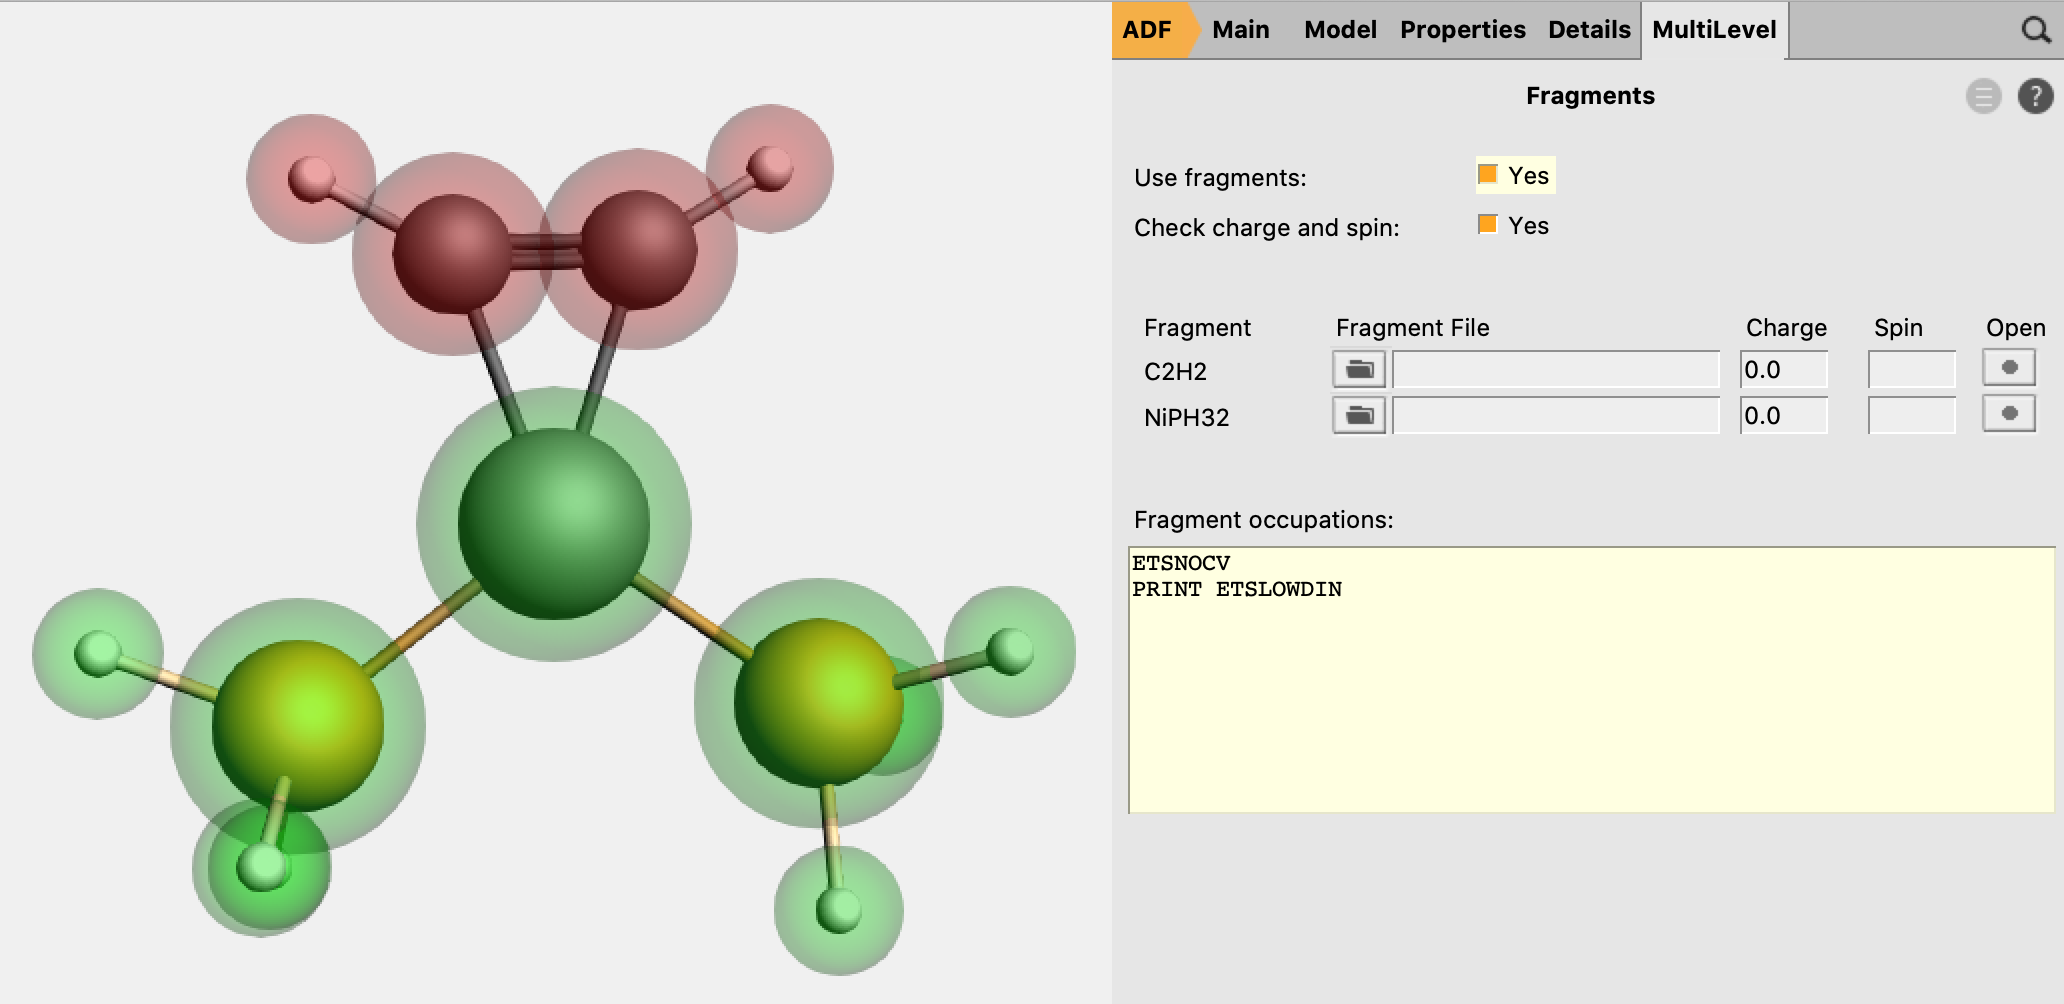 ADF Main Model Properties Details MultiLevel
Fragments
?
Use fragments: Yes
Check charge and spin: Yes
Fragment Fragment File Charge Spin Open
C2H2 0.0
NiPH32 0.0
Fragment occupations:
ETSNOCV
PRINT ETSLOWDIN